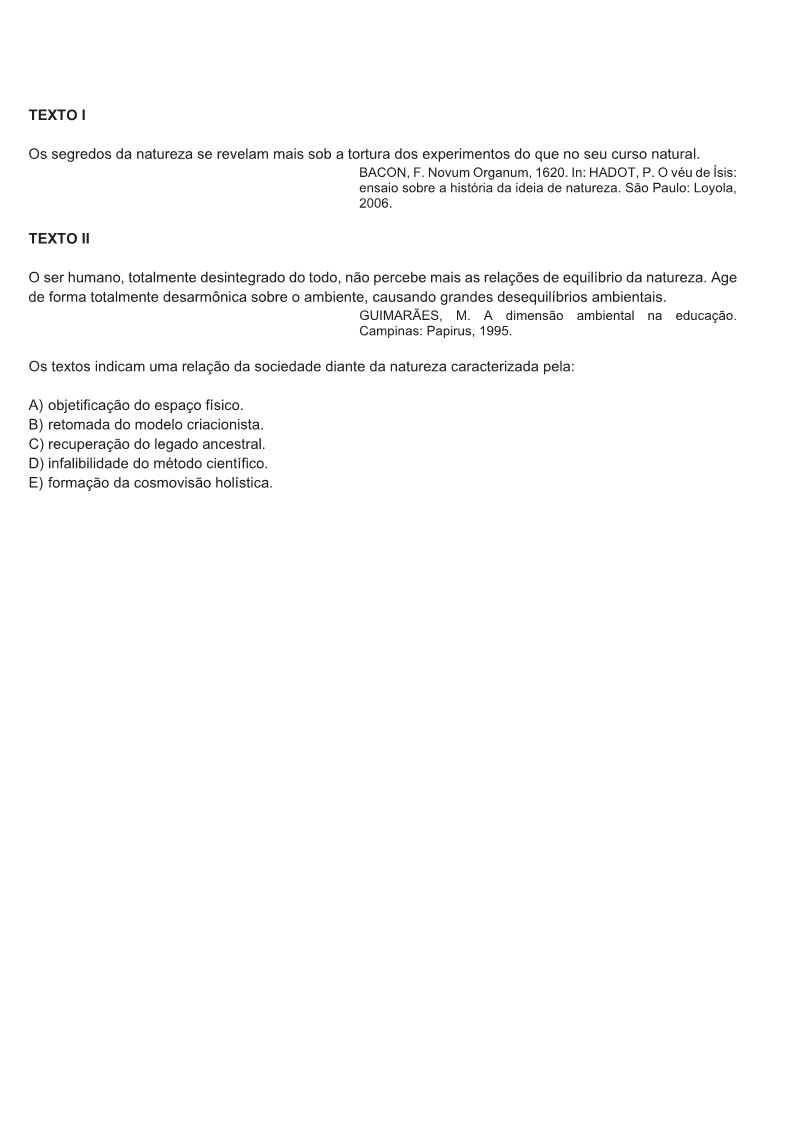 TEXTO I
Os segredos da natureza se revelam mais sob a tortura dos experimentos do que no seu curso natural.
BACON, F. Novum Organum, 1620. In: HADOT, P. O véu de Ísis:
ensaio sobre a história da ideia de natureza. São Paulo: Loyola,
2006.
TEXTO II
O ser humano, totalmente desintegrado do todo, não percebe mais as relações de equilíbrio da natureza. Age
de forma totalmente desarmônica sobre o ambiente, causando grandes desequilíbrios ambientais.
GUIMARÃES, M. A dimensão ambiental na educação.
Campinas: Papirus, 1995.
Os textos indicam uma relação da sociedade diante da natureza caracterizada pela:
A) objetificação do espaço físico.
B) retomada do modelo criacionista.
C) recuperação do legado ancestral.
D) infalibilidade do método científico.
E) formação da cosmovisão holística.